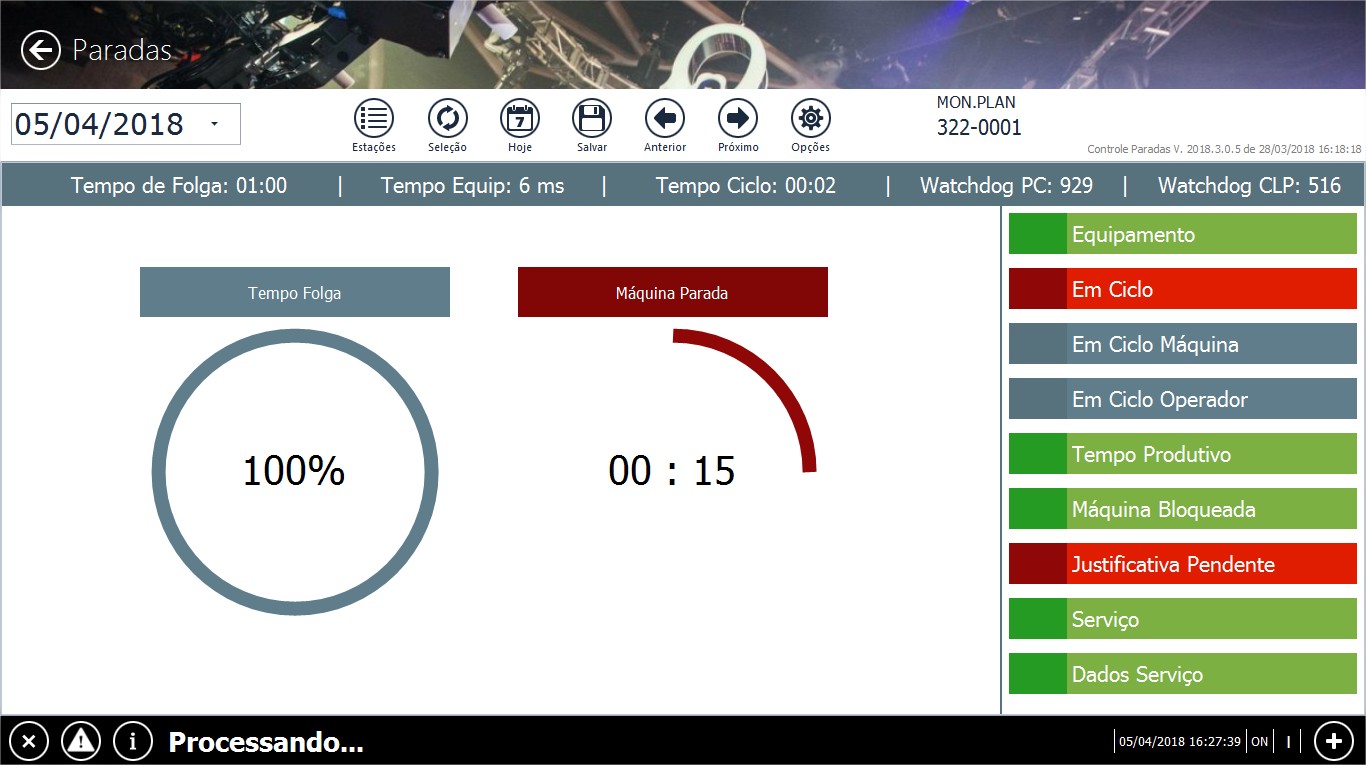 Paradas
05/04/2018
7
Estações
Seleção
Hoje
Salvar
Anterior
Próximo
Opções
MON.PLAN
322-0001
Controle Paradas V. 2018.3.0.5 de 28/03/2018 16:18:18
Tempo de Folga: 01:00 | Tempo Equip: 6 ms | Tempo Ciclo: 00:02 | Watchdog PC: 929 | Watchdog CLP: 516
Tempo Folga
100%
Máquina Parada
00 : 15
Equipamento
Em Ciclo
Em Ciclo Máquina
Em Ciclo Operador
Tempo Produtivo
Máquina Bloqueada
Justificativa Pendente
Serviço
Dados Serviço
Processando...
05/04/2018 16:27:39 | ON | I |